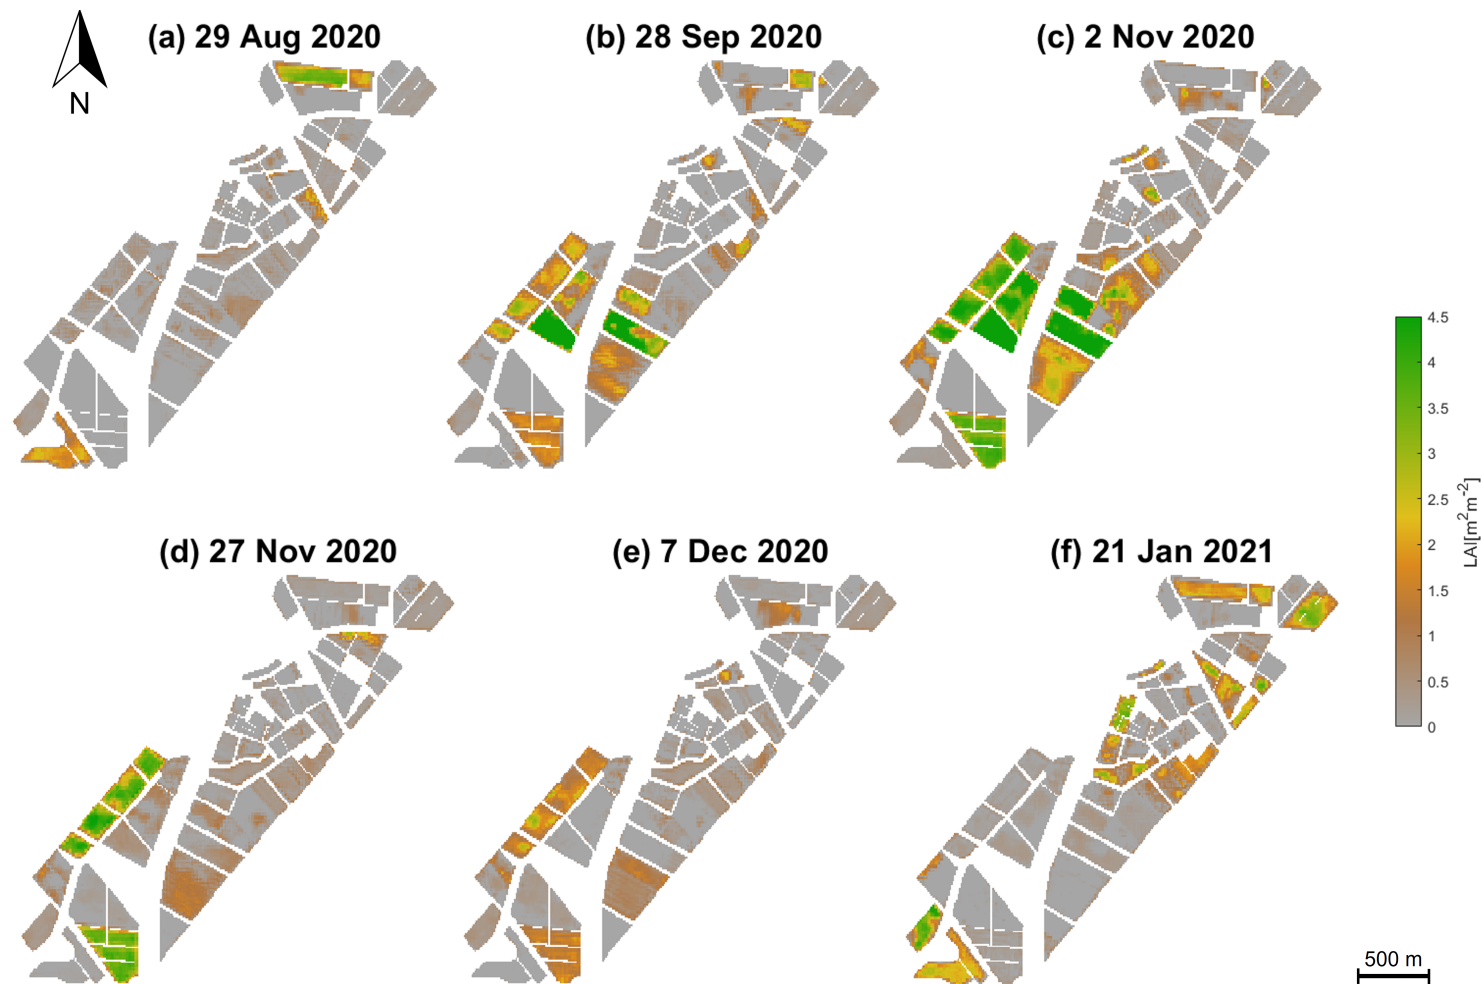 (a) 29 Aug 2020
(b) 28 Sep 2020
(c) 2 Nov 2020
N
4.5
4
3.5
3
2.5
2
1.5
1
0.5
0
LAI[m²m⁻²]
(d) 27 Nov 2020
(e) 7 Dec 2020
(f) 21 Jan 2021
500 m